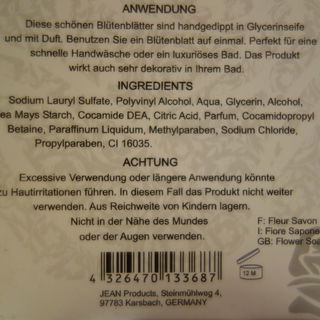 ANWENDUNG
Diese schönen Blütenblätter sind handgedippt in Glycerinseife
und mit Duft. Benutzen Sie ein Blütenblatt auf einmal. Perfekt für eine
schnelle Handwäsche oder ein luxuriöses Bad. Das Produkt
wirkt auch sehr dekorativ in Ihrem Bad.
INGREDIENTS
Sodium Lauryl Sulfate, Polyvinyl Alcohol, Aqua, Glycerin, Alcohol,
ea Mays Starch, Cocamide DEA, Citric Acid, Parfum, Cocamidopropyl
Betaine, Paraffinum Liquidum, Methylparaben, Sodium Chloride,
Propylparaben, CI 16035.
ACHTUNG
Excessive Verwendung oder längere Anwendung könnte
zu Hautirritationen führen. In diesem Fall das Produkt nicht weiter
verwenden. Aus Reichweite von Kindern lagern.
Nicht in der Nähe des Mundes
oder der Augen verwenden.
F: Fleur Savon
I: Fiore Sapone
GB: Flower Soa
4 326470 133687
12 M
JEAN Products, Steinmühlweg 4,
97783 Karsbach, GERMANY